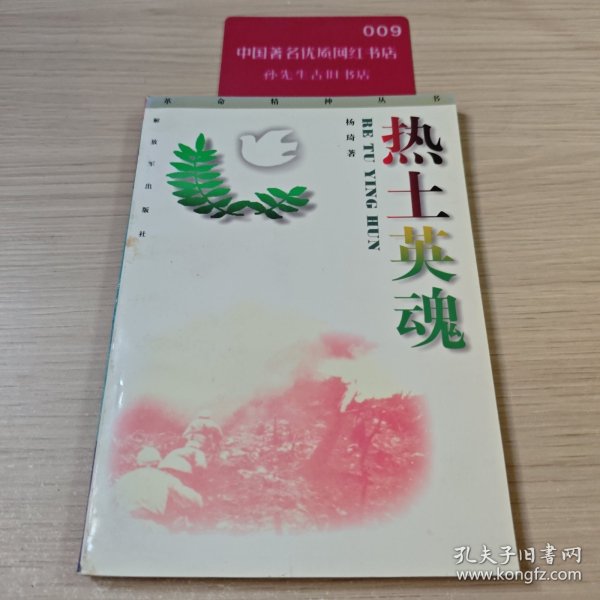 009
中国著名优质网红书店
孙先生古旧书店
革命精神丛书
热土英魂
RE TU YING HUN
杨琦著
解放军出版社
孔夫子旧书网
www.kongfz.com